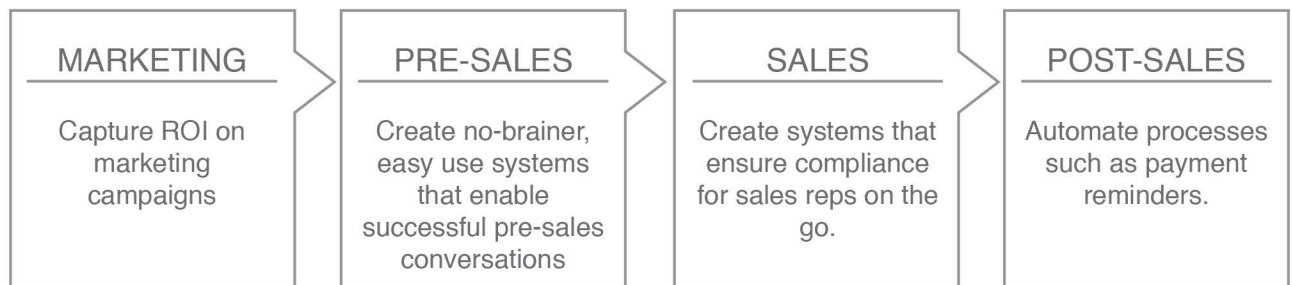 MARKETING
Capture ROI on
marketing
campaigns
PRE-SALES
Create no-brainer,
easy use systems
that enable
successful pre-sales
conversations
SALES
Create systems that
ensure compliance
for sales reps on the
go.
POST-SALES
Automate processes
such as payment
reminders.